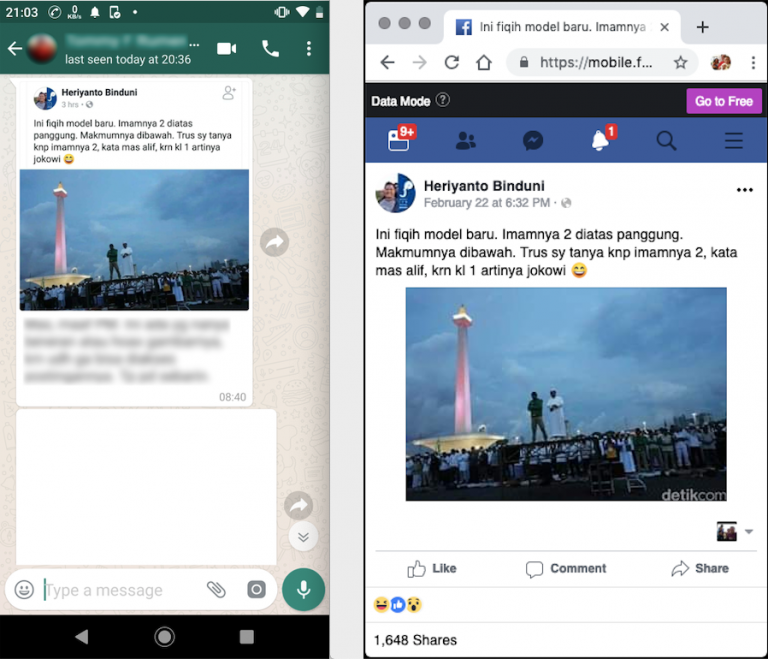 21:03
0
KB/s
last seen today at 20:36
Heriyanto Binduni
3 hrs ·
Ini fiqih model baru. Imamnya 2 diatas
panggung. Makmumnya dibawah. Trus sy tanya
knp imamnya 2, kata mas alif, krn kl 1 artinya
jokowi
08:40
Type a message
Ini fiqih model baru. Imamnya
https://mobile.f...
Data Mode ?
Go to Free
9+
1
Heriyanto Binduni
February 22 at 6:32 PM ·
Ini fiqih model baru. Imamnya 2 diatas panggung.
Makmumnya dibawah. Trus sy tanya knp imamnya 2, kata
mas alif, krn kl 1 artinya jokowi
detikcom
Like
Comment
Share
1,648 Shares